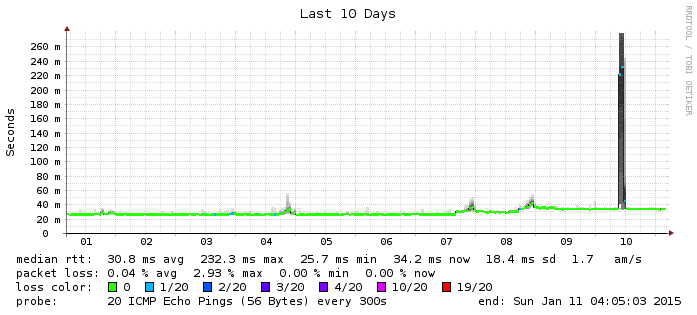 Last 10 Days
RRDTOOL / TOBI OETIKER
Seconds
260 m
240 m
220 m
200 m
180 m
160 m
140 m
120 m
100 m
80 m
60 m
40 m
20 m
0
01 02 03 04 05 06 07 08 09 10
median rtt: 30.8 ms avg 232.3 ms max 25.7 ms min 34.2 ms now 18.4 ms sd 1.7 am/s
packet loss: 0.04 % avg 2.93 % max 0.00 % min 0.00 % now
loss color: 0 1/20 2/20 3/20 4/20 10/20 19/20
probe: 20 ICMP Echo Pings (56 Bytes) every 300s end: Sun Jan 11 04:05:03 2015